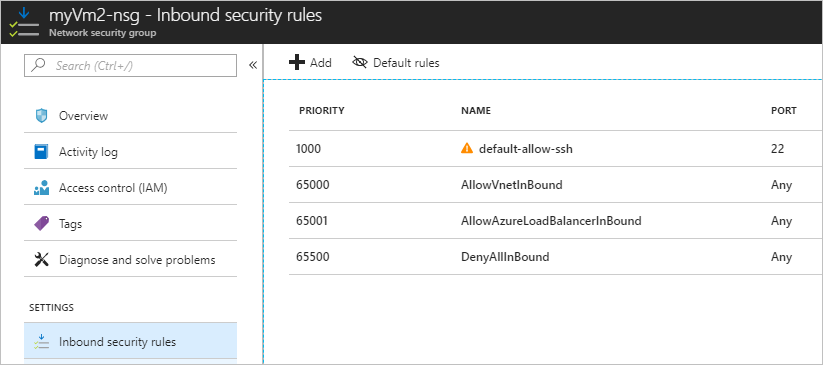 myVm2-nsg - Inbound security rules
Network security group
Search (Ctrl+/)
«
Add
Default rules
Overview
Activity log
Access control (IAM)
Tags
Diagnose and solve problems
SETTINGS
Inbound security rules
PRIORITY NAME PORT
1000 default-allow-ssh 22
65000 AllowVnetInBound Any
65001 AllowAzureLoadBalancerInBound Any
65500 DenyAllInBound Any